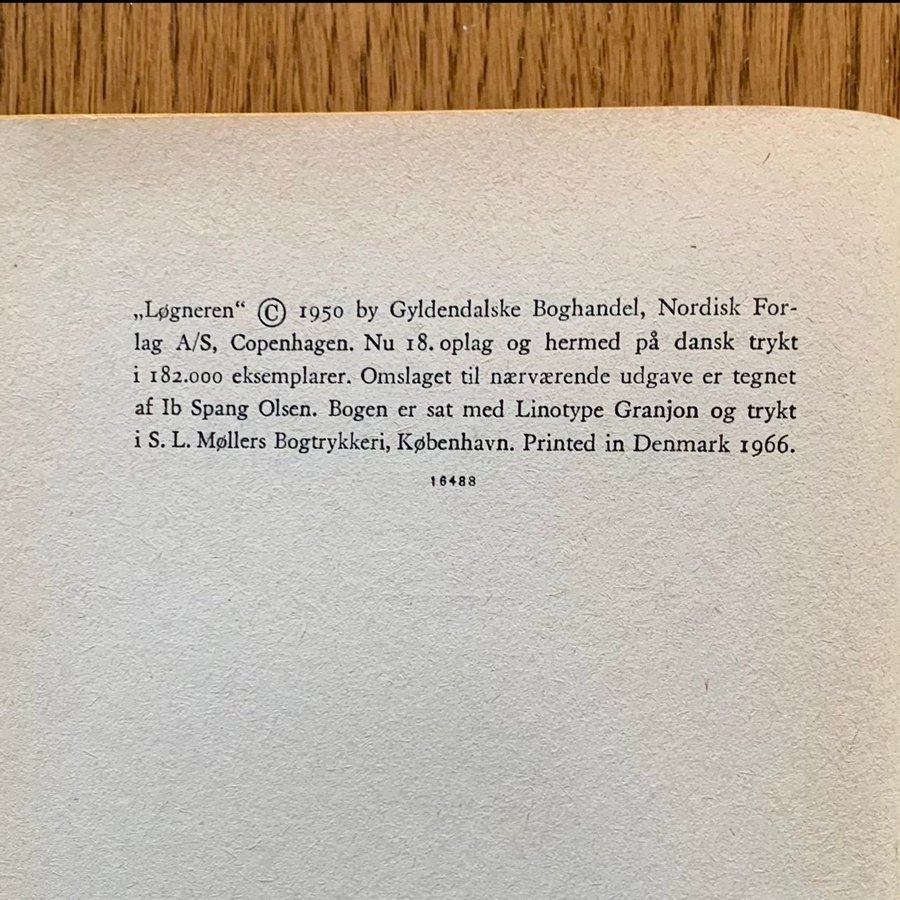 „Løgneren“ © 1950 by Gyldendalske Boghandel, Nordisk For-
lag A/S, Copenhagen. Nu 18. oplag og hermed på dansk trykt
i 182.000 eksemplarer. Omslaget til nærværende udgave er tegnet
af Ib Spang Olsen. Bogen er sat med Linotype Granjon og trykt
i S. L. Møllers Bogtrykkeri, København. Printed in Denmark 1966.
16488